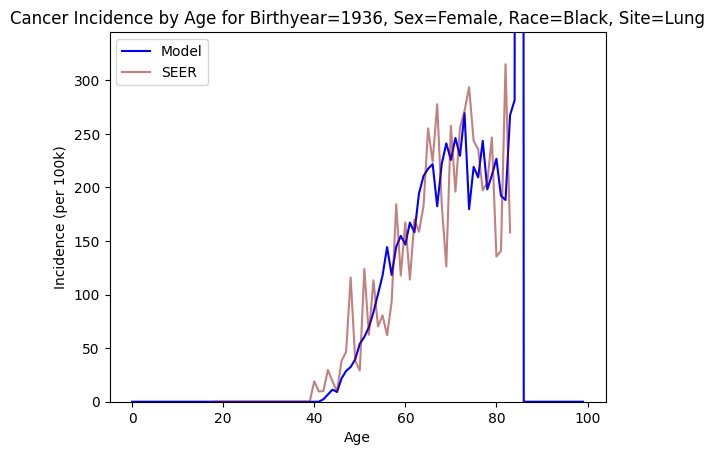 Cancer Incidence by Age for Birthyear=1936, Sex=Female, Race=Black, Site=Lung
Model
SEER
300
250
200
150
100
50
0
Incidence (per 100k)
0 20 40 60 80 100
Age